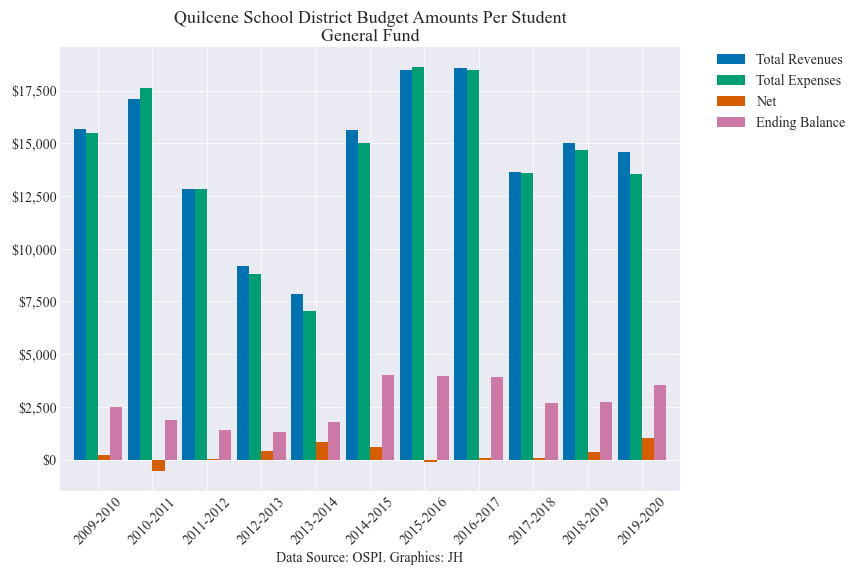 Quilcene School District Budget Amounts Per Student
General Fund
Total Revenues
Total Expenses
Net
Ending Balance
$17,500
$15,000
$12,500
$10,000
$7,500
$5,000
$2,500
$0
2009-2010
2010-2011
2011-2012
2012-2013
2013-2014
2014-2015
2015-2016
2016-2017
2017-2018
2018-2019
2019-2020
Data Source: OSPI. Graphics: JH